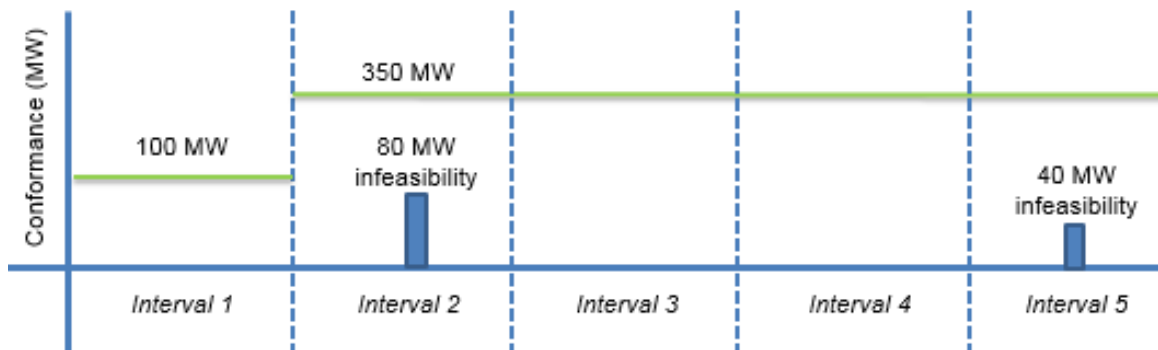 Conformance (MW)
350 MW
100 MW
80 MW
infeasibility
40 MW
infeasibility
Interval 1
Interval 2
Interval 3
Interval 4
Interval 5